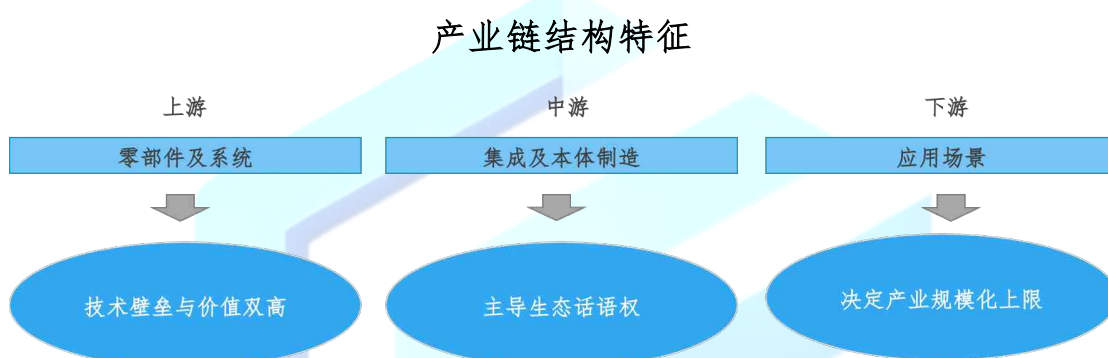 产业链结构特征
上游
中游
下游
零部件及系统
集成及本体制造
应用场景
技术壁垒与价值双高
主导生态话语权
决定产业规模化上限